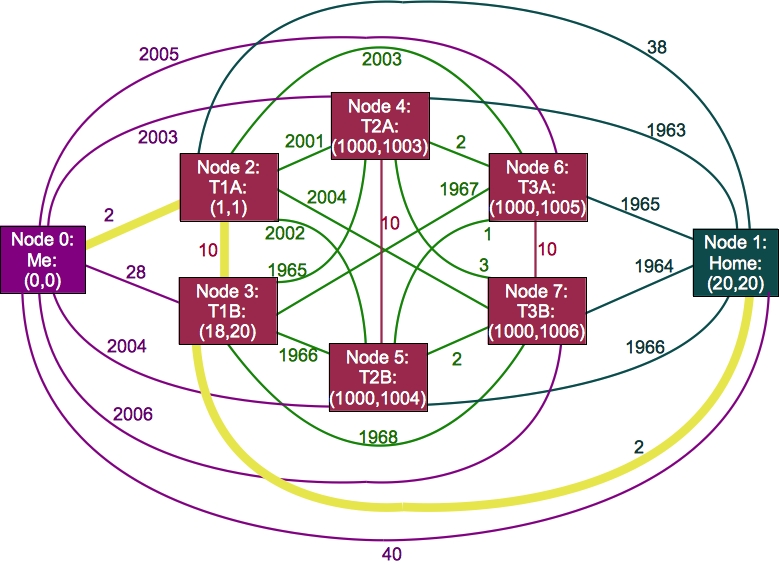 2005
38
2003
Node 4:
T2A:
(1000,1003)
2003
1963
2001
2
Node 2:
T1A:
(1,1)
Node 6:
T3A:
(1000,1005)
2004
1967
1965
2
10
Node 0:
Me:
(0,0)
2002
1
Node 1:
Home:
(20,20)
10
10
28
1965
3
1964
Node 3:
T1B:
(18,20)
Node 7:
T3B:
(1000,1006)
2004
1966
Node 5:
T2B:
(1000,1004)
2
1966
2006
1968
2
40